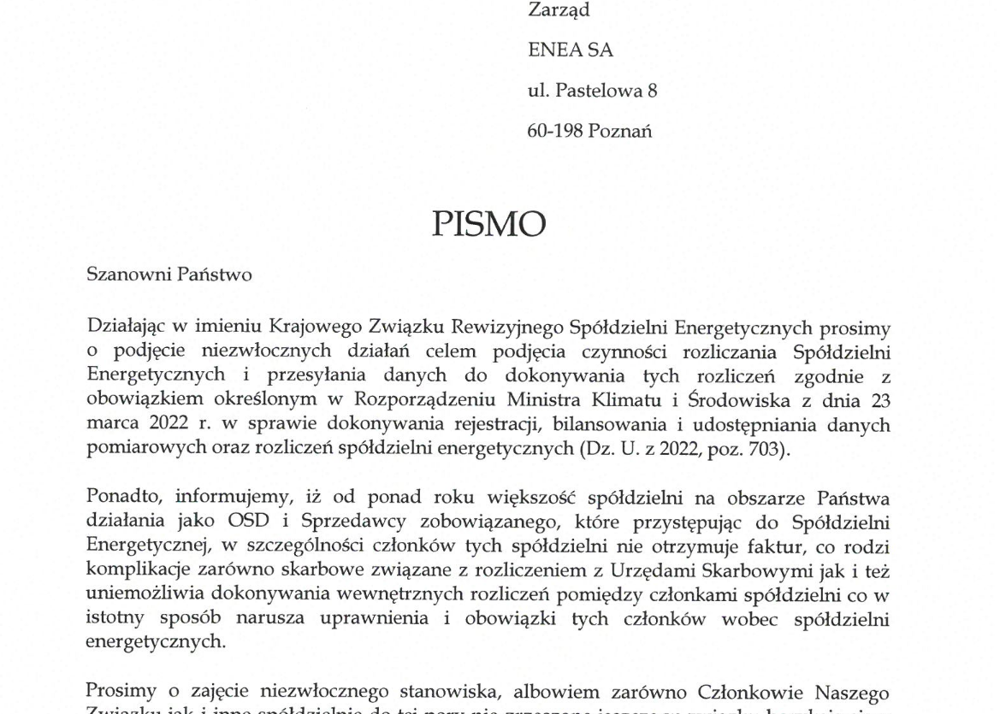 Zarząd
ENEA SA
ul. Pastelowa 8
60-198 Poznań
PISMO
Szanowni Państwo
Działając w imieniu Krajowego Związku Rewizyjnego Spółdzielni Energetycznych prosimy
o podjęcie niezwłocznych działań celem podjęcia czynności rozliczania Spółdzielni
Energetycznych i przesyłania danych do dokonywania tych rozliczeń zgodnie z
obowiązkiem określonym w Rozporządzeniu Ministra Klimatu i Środowiska z dnia 23
marca 2022 r. w sprawie dokonywania rejestracji, bilansowania i udostępniania danych
pomiarowych oraz rozliczeń spółdzielni energetycznych (Dz. U. z 2022, poz. 703).
Ponadto, informujemy, iż od ponad roku większość spółdzielni na obszarze Państwa
działania jako OSD i Sprzedawcy zobowiązanego, które przystępując do Spółdzielni
Energetycznej, w szczególności członków tych spółdzielni nie otrzymuje faktur, co rodzi
komplikacje zarówno skarbowe związane z rozliczeniem z Urzędami Skarbowymi jak i też
uniemożliwia dokonywania wewnętrznych rozliczeń pomiędzy członkami spółdzielni co w
istotny sposób narusza uprawnienia i obowiązki tych członków wobec spółdzielni
energetycznych.
Prosimy o zajęcie niezwłocznego stanowiska, albowiem zarówno Członkowie Naszego